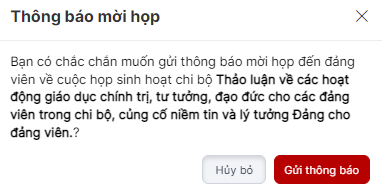 Thông báo mời họp
Bạn có chắc chắn muốn gửi thông báo mời họp đến đảng
viên về cuộc họp sinh hoạt chi bộ Thảo luận về các hoạt
động giáo dục chính trị, tư tưởng, đạo đức cho các đảng
viên trong chi bộ, củng cố niềm tin và lý tưởng Đảng cho
đảng viên.?
Hủy bỏ
Gửi thông báo